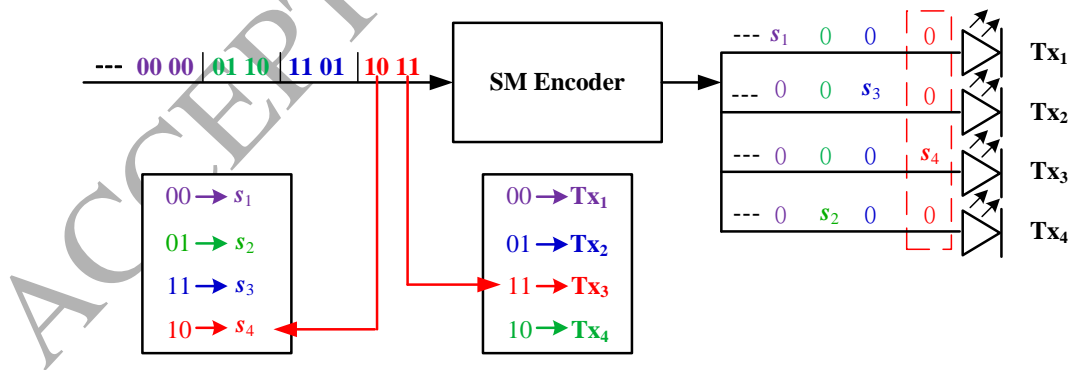 --- 00 00 01 10 11 01 10 11
SM Encoder
--- s1 0 0 0 Tx1
--- 0 0 s3 0 Tx2
--- 0 0 0 s4 Tx3
--- 0 s2 0 0 Tx4
00 → s1
01 → s2
11 → s3
10 → s4
00 → Tx1
01 → Tx2
11 → Tx3
10 → Tx4
ACCEPT